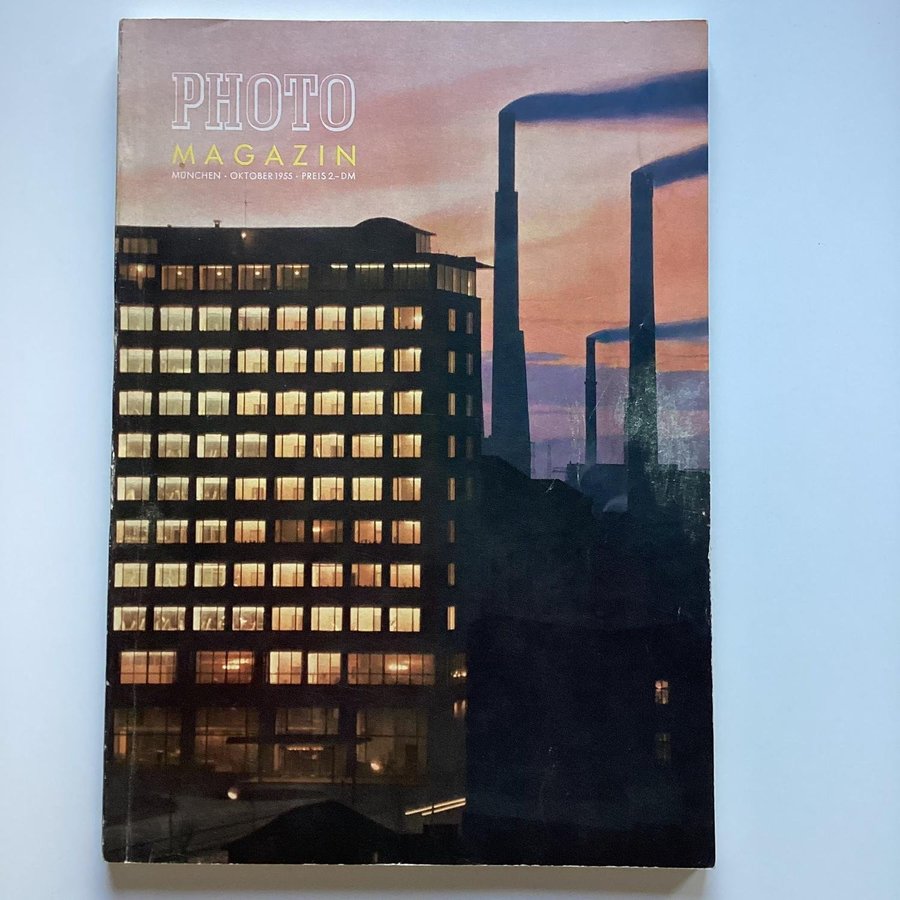 PHOTO
MAGAZIN
MÜNCHEN · OKTOBER 1955 · PREIS 2.–DM